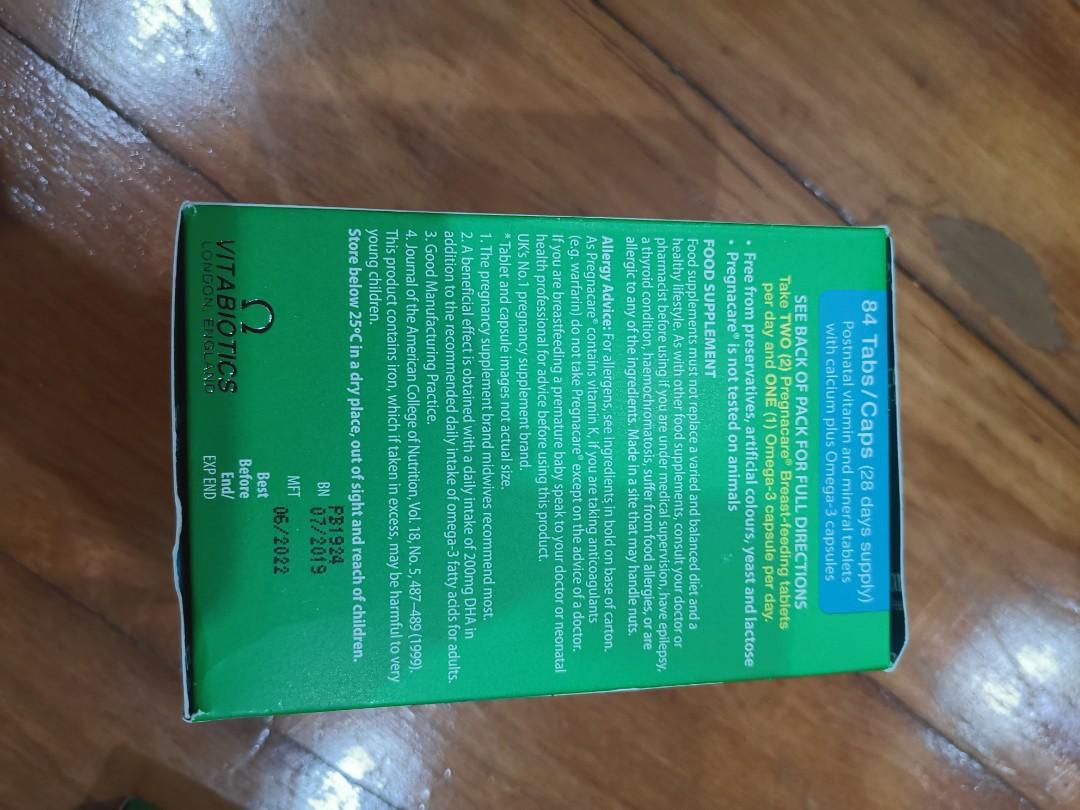 84 Tabs/Caps (28 days supply)
Postnatal vitamin and mineral tablets
with calcium plus Omega-3 capsules
SEE BACK OF PACK FOR FULL DIRECTIONS
Take TWO (2) Pregnacare® Breast-feeding tablets
per day and ONE (1) Omega-3 capsule per day.
• Free from preservatives, artificial colours, yeast and lactose
• Pregnacare® is not tested on animals
FOOD SUPPLEMENT
Food supplements must not replace a varied and balanced diet and a
healthy lifestyle. As with other food supplements, consult your doctor or
pharmacist before using if you are under medical supervision, have epilepsy,
a thyroid condition, haemochromatosis, suffer from food allergies, or are
allergic to any of the ingredients. Made in a site that may handle nuts.
Allergy Advice: For allergens, see ingredients in bold on base of carton.
As Pregnacare® contains vitamin K, if you are taking anticoagulants
(e.g. warfarin) do not take Pregnacare® except on the advice of a doctor.
If you are breastfeeding a premature baby speak to your doctor or neonatal
health professional for advice before using this product.
UK's No.1 pregnancy supplement brand.
* Tablet and capsule images not actual size.
1. The pregnancy supplement brand midwives recommend most.
2. A beneficial effect is obtained with a daily intake of 200mg DHA in
addition to the recommended daily intake of omega-3 fatty acids for adults.
3. Good Manufacturing Practice.
4. Journal of the American College of Nutrition, Vol. 18, No. 5, 487–489 (1999).
This product contains iron, which if taken in excess, may be harmful to very
young children.
Store below 25°C in a dry place, out of sight and reach of children.
BN PB1924
MFT 07/2019
Best
Before
End/
EXP END 06/2022
VITABIOTICS
LONDON, ENGLAND